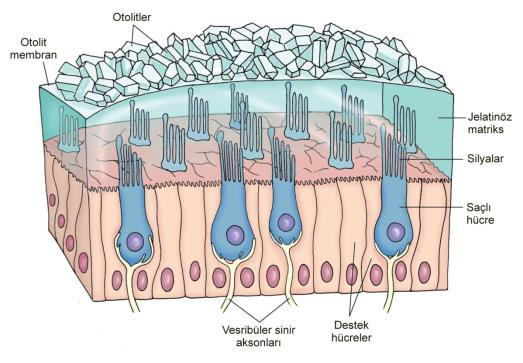 Otolitler
Otolit
membran
Jelatinöz
matriks
Silyalar
Saçlı
hücre
Vesribüler sinir
aksonları
Destek
hücreler